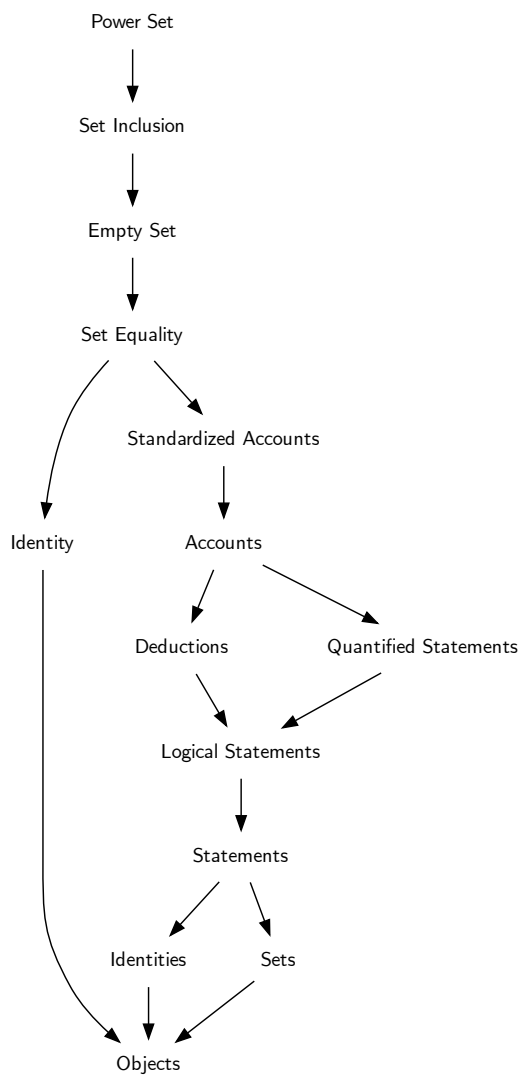 Power Set
Set Inclusion
Empty Set
Set Equality
Standardized Accounts
Identity
Accounts
Deductions
Quantified Statements
Logical Statements
Statements
Identities
Sets
Objects